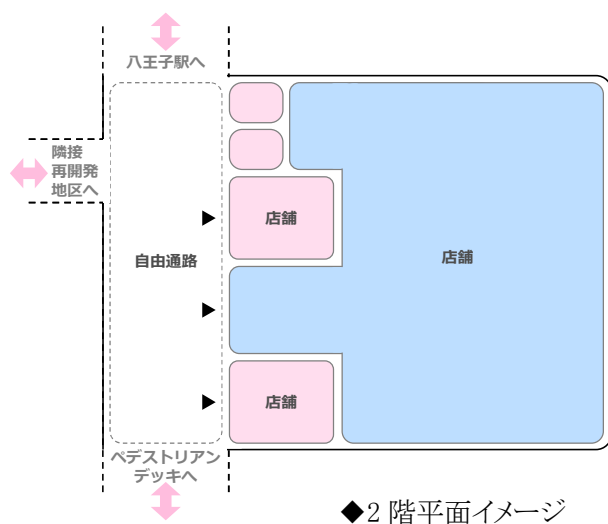 八王子駅へ
隣接
再開発
地区へ
店舗
店舗
自由通路
店舗
ペデストリアン
デッキへ
◆2 階平面イメージ